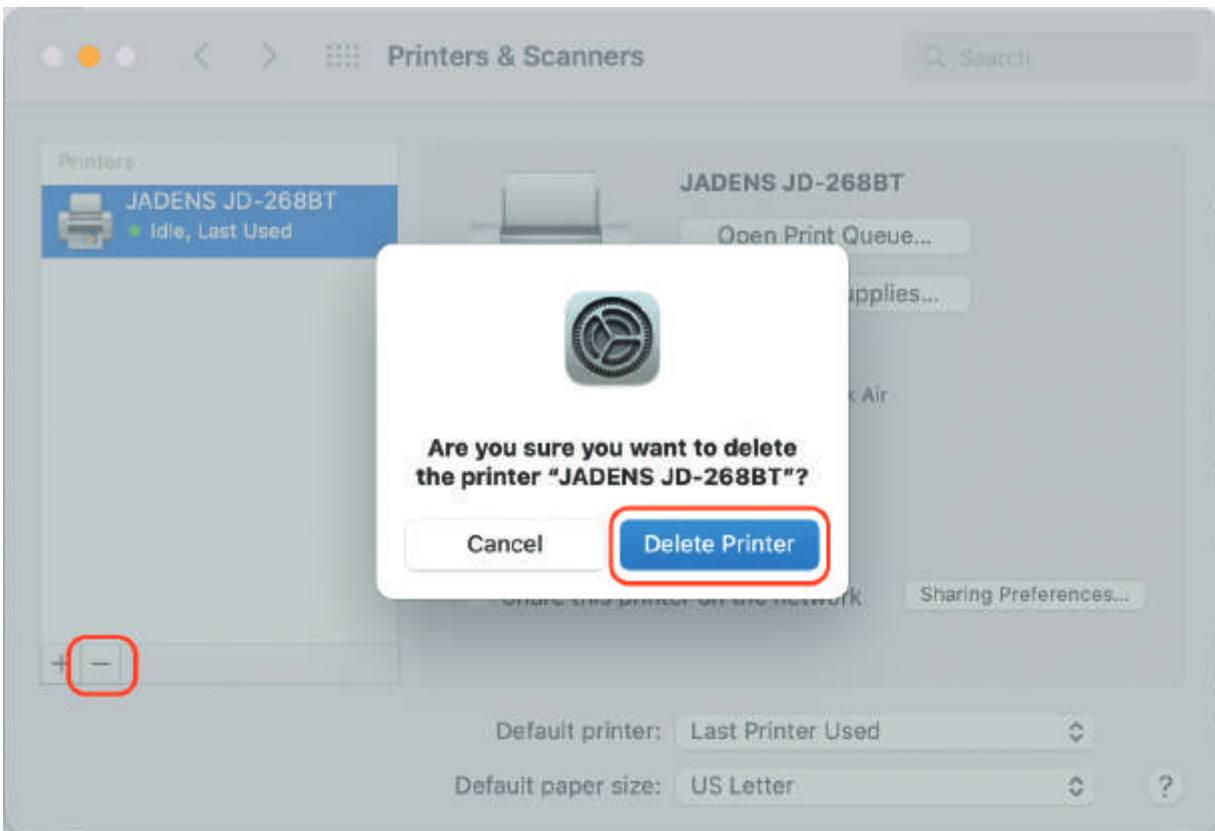 Printers & Scanners
Search
Printers
JADENS JD-268BT
Idle, Last Used
JADENS JD-268BT
Open Print Queue...
Are you sure you want to delete
the printer “JADENS JD-268BT”?
Cancel
Delete Printer
Share this printer on the network
Sharing Preferences...
+
−
Default printer:
Last Printer Used
Default paper size:
US Letter
?